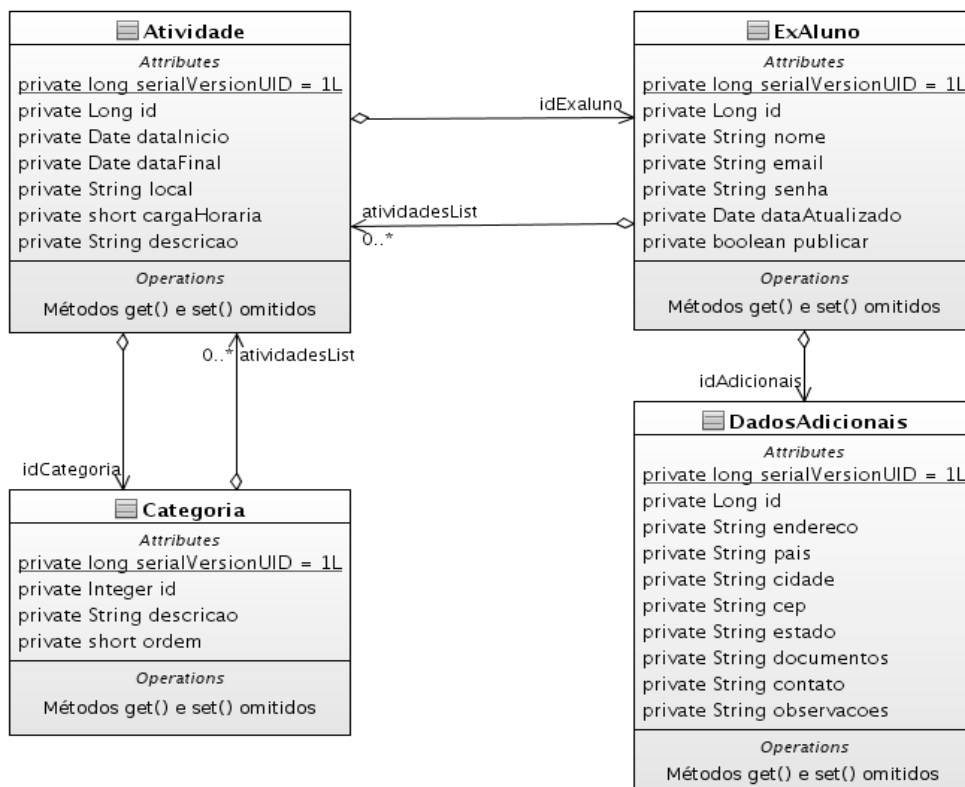 Atividade
Attributes
private long serialVersionUID = 1L
private Long id
private Date dataInicio
private Date dataFinal
private String local
private short cargaHoraria
private String descricao
Operations
Métodos get() e set() omitidos
idExaluno
atividadesList
0..*
ExAluno
Attributes
private long serialVersionUID = 1L
private Long id
private String nome
private String email
private String senha
private Date dataAtualizado
private boolean publicar
Operations
Métodos get() e set() omitidos
0..* atividadesList
idCategoria
idAdicionais
Categoria
Attributes
private long serialVersionUID = 1L
private Integer id
private String descricao
private short ordem
Operations
Métodos get() e set() omitidos
DadosAdicionais
Attributes
private long serialVersionUID = 1L
private Long id
private String endereco
private String pais
private String cidade
private String cep
private String estado
private String documentos
private String contato
private String observacoes
Operations
Métodos get() e set() omitidos